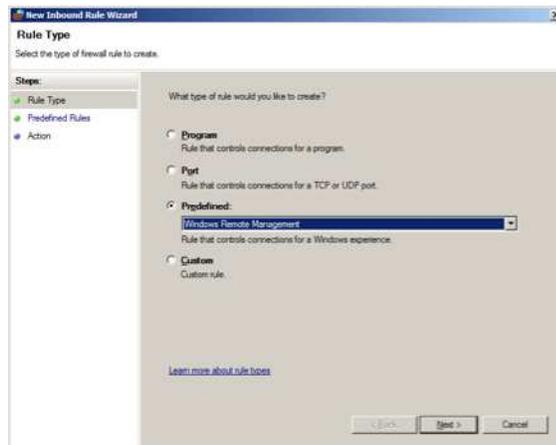 New Inbound Rule Wizard
Rule Type
Select the type of firewall rule to create.
Steps:
Rule Type
Predefined Rules
Action
What type of rule would you like to create?
Program
Rule that controls connections for a program.
Port
Rule that controls connections for a TCP or UDP port.
Predefined:
Windows Remote Management
Rule that controls connections for a Windows experience.
Custom
Custom rule.
Learn more about rule types
< Back
Next >
Cancel